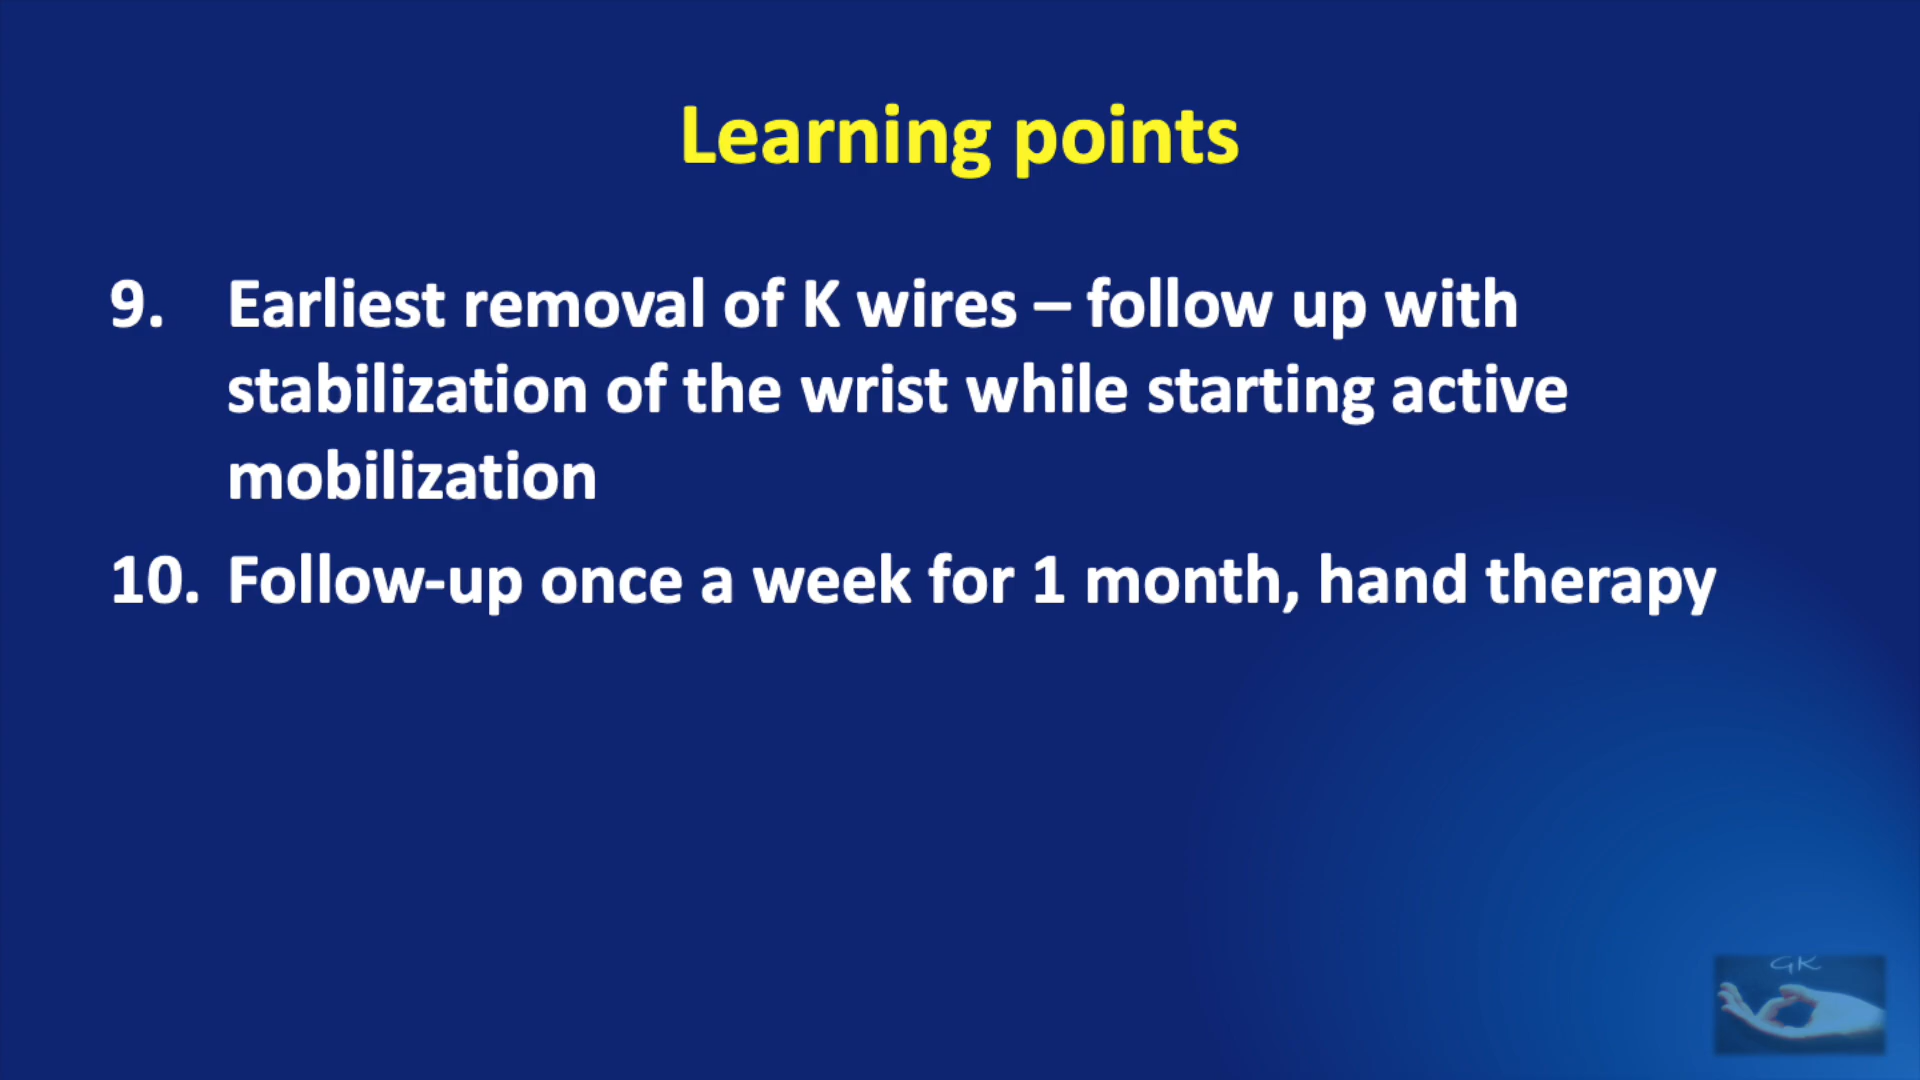 Learning points
9. Earliest removal of K wires – follow up with
stabilization of the wrist while starting active
mobilization
10. Follow-up once a week for 1 month, hand therapy
GK